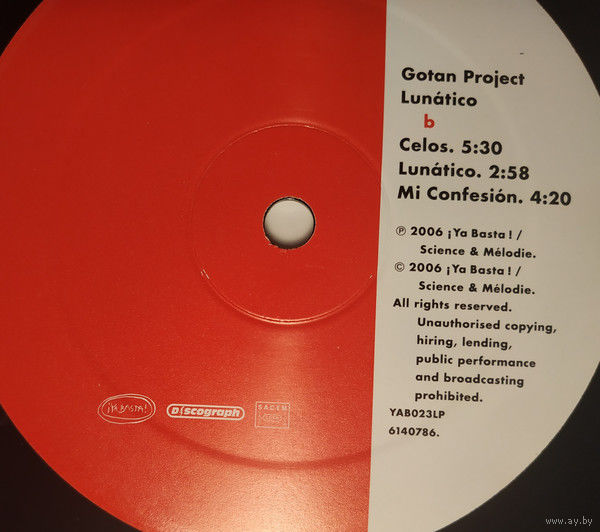 Gotan Project
Lunático
b
Celos. 5:30
Lunático. 2:58
Mi Confesión. 4:20
℗ 2006 ¡Ya Basta! /
Science & Mélodie.
© 2006 ¡Ya Basta! /
Science & Mélodie.
All rights reserved.
Unauthorised copying,
hiring, lending,
public performance
and broadcasting
prohibited.
YAB023LP
6140786.
¡YA BASTA!
Discograph
SACEM
www.ay.by